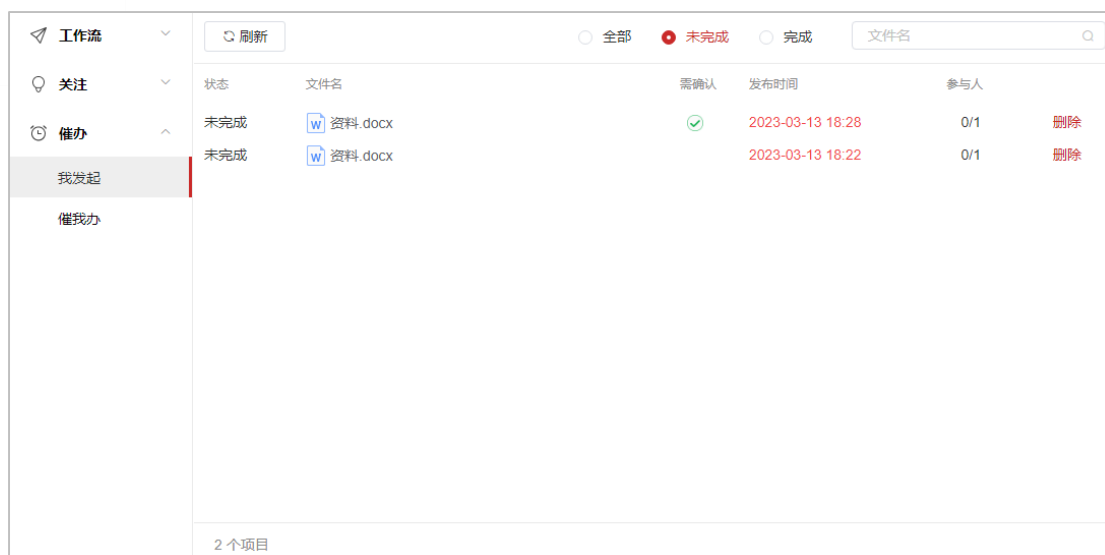 工作流
关注
催办
我发起
催我办
刷新 全部 未完成 完成 文件名
状态 文件名 需确认 发布时间 参与人
未完成 资料.docx 2023-03-13 18:28 0/1 删除
未完成 资料.docx 2023-03-13 18:22 0/1 删除
2 个项目